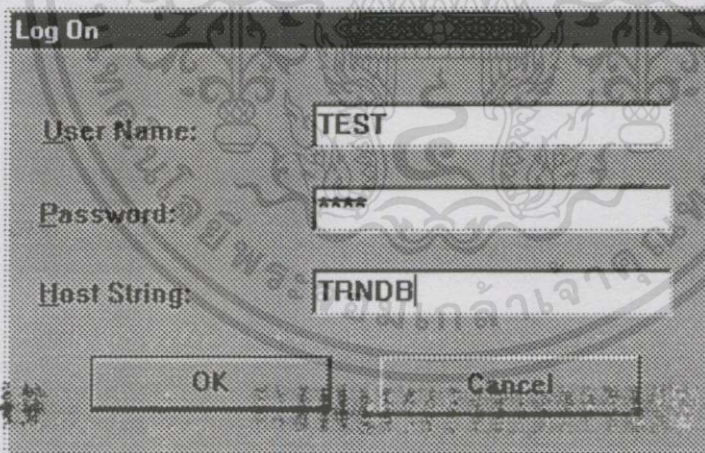 Log On
User Name: TEST
Password: ****
Host String: TRNDB
OK Cancel